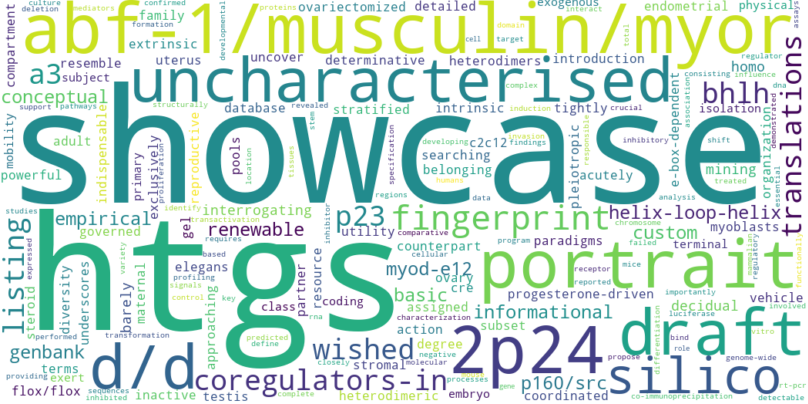 culture
mediators
confirmed
ovariectomized
detailed
exogenous
endometrial
physical
deletion
family
proteins
interact
domain
abf-1/musculin/myor
assays
compartment
extrinsic
developmental
cell
target
total
resemble
uterus
uncover
determinative
heterodimers
introduction
a3
subject
uncharacterised
homo
regulator
consisting
influence
translations
conceptual
database
complex
induction
bhlh
dna
support
pathways
structurally
revealed
stratified
intrinsic
tightly
crucial
isolation
association
demonstrated
mobility
adult
indispensable
primary
exclusively
proliferation
reproductive
pools
stem
specification
developing
c2c12
findings
inhibitory
e-box-dependent
shift
organization
searching
invasion
responsible
pleiotropic
mining
showcase
powerful
location
tissues
belonging
humans
acutely
treated
essential
regions
data
analysis
studies
identify
interrogating
transactivation
inhibitor
comparative
p23
fingerprint
helix-loop-helix
chromosome
functionality
listing
empirical
gel
renewable
utility
program
failed
custom
myoblasts
governed
requires
counterpart
cellular
paradigms
terminal
regulatory
expressed
htgs
variety
elegans
based
partner
resource
myod-e12
receptor
mice
portrait
steroid
diversity
underscores
barely
maternal
profiling
signals
control
key
rna
ovary
cre
reported
importantly
involved
class
coding
characterization
basic
progesterone-driven
vehicle
approaching
assigned
informational
decidual
genbank
transformation
predicted
define
action
degree
subset
2p24
draft
differentiation
luciferase
vitro
bind
role
performed
wished
negative
closely
stromal
molecular
processes
propose
genome-wide
terms
d/d
exert
coregulators-in
p160/src
silico
providing
sequences
gene
rt-pcr
flox/flox
inactive
inhibited
testis
complete
heterodimeric
embryo
coordinated
co-immunoprecipitation
detectable